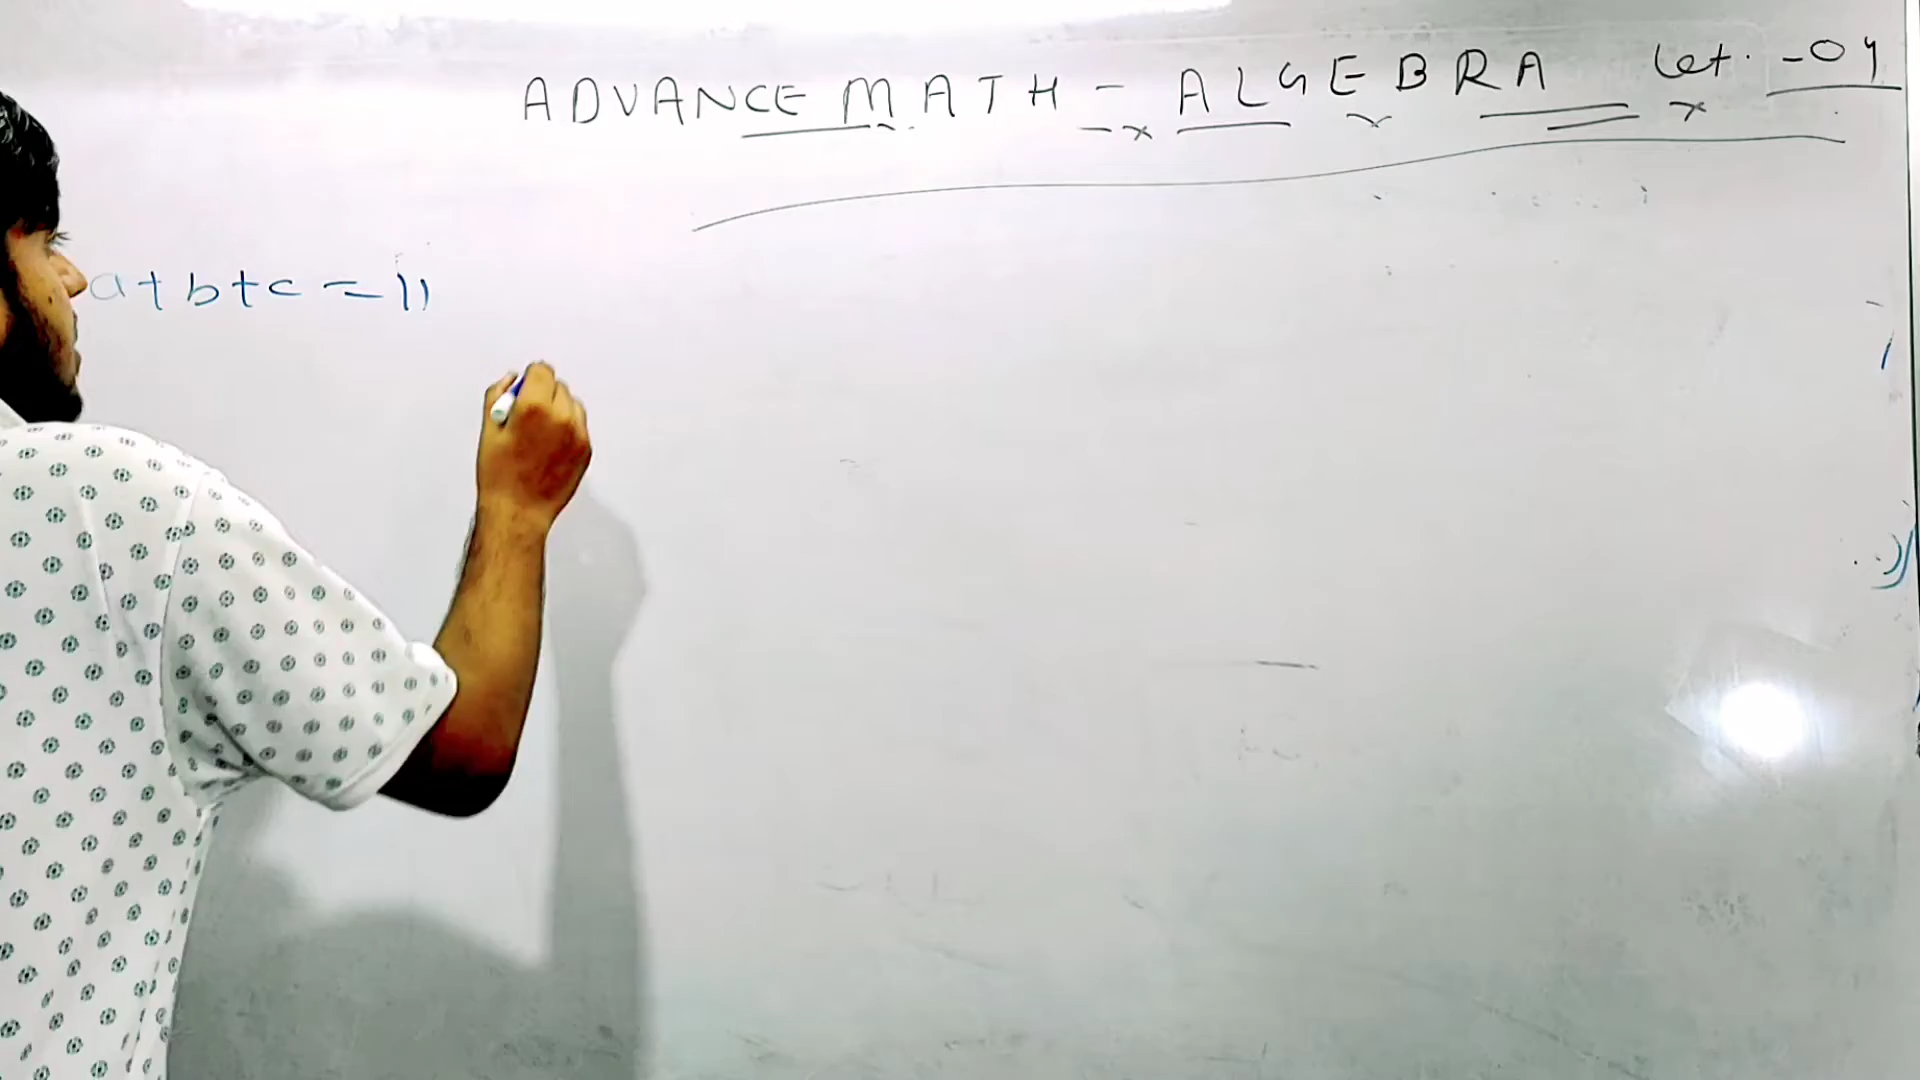 ADVANCE MATH - ALGEBRA Let. -04
a+b+c = 11